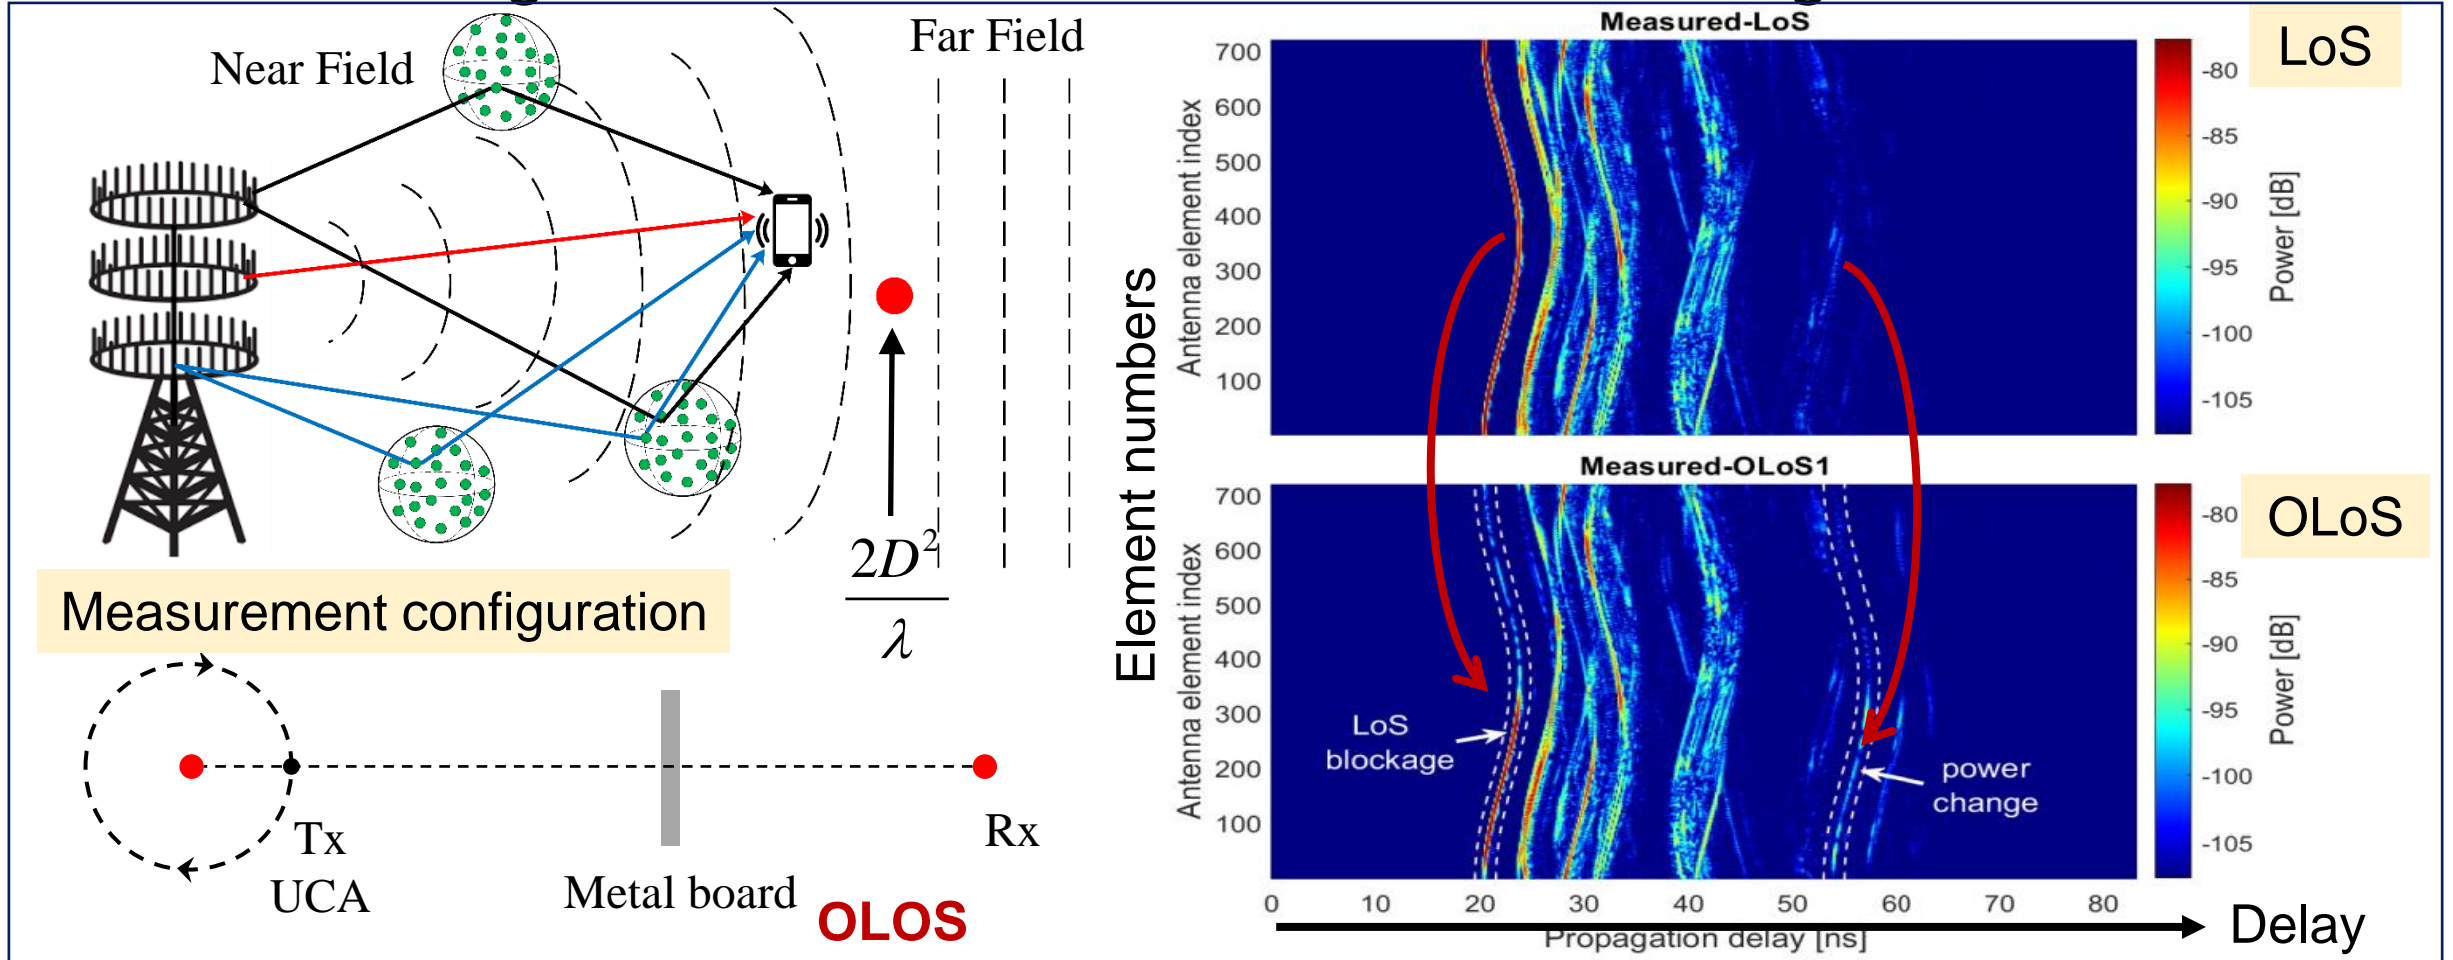 Near Field
Far Field
2D²
λ
Measurement configuration
Tx
UCA
Metal board
OLOS
Rx
Element numbers
Measured-LoS
Antenna element index
700
600
500
400
300
200
100
-80
-85
-90
-95
-100
-105
Power [dB]
LoS
Measured-OLoS1
Antenna element index
700
600
500
400
300
200
100
LoS
blockage
power
change
0 10 20 30 40 50 60 70 80
Propagation delay [ns]
-80
-85
-90
-95
-100
-105
Power [dB]
OLoS
Delay